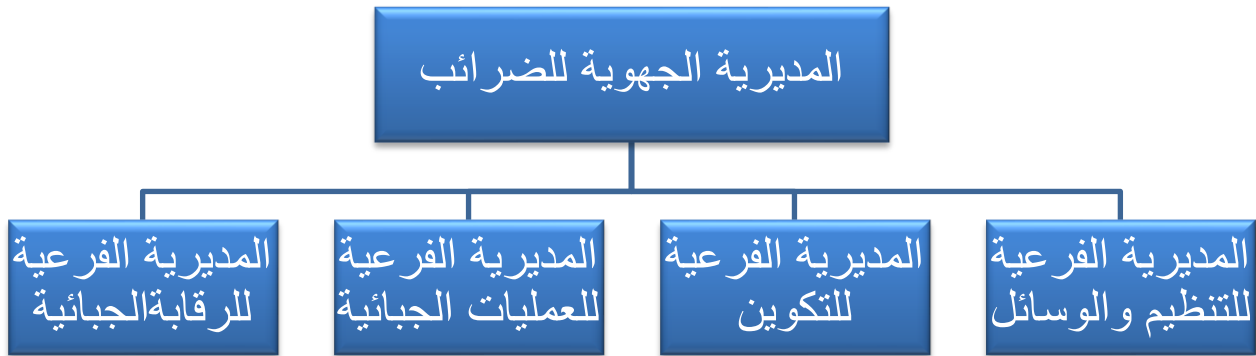 المديرية الجهوية للضرائب
المديرية الفرعية
للتنظيم والوسائل
المديرية الفرعية
للتكوين
المديرية الفرعية
للعمليات الجبائية
المديرية الفرعية
للرقابةالجبائية